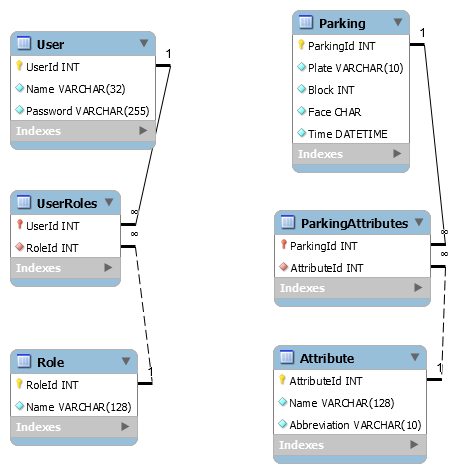 User
1
UserId INT
Name VARCHAR(32)
Password VARCHAR(255)
Indexes
UserRoles
∞
UserId INT
∞
RoleId INT
Indexes
Role
1
RoleId INT
Name VARCHAR(128)
Indexes
Parking
1
ParkingId INT
Plate VARCHAR(10)
Block INT
Face CHAR
Time DATETIME
Indexes
ParkingAttributes
∞
ParkingId INT
∞
AttributeId INT
Indexes
Attribute
1
AttributeId INT
Name VARCHAR(128)
Abbreviation VARCHAR(10)
Indexes